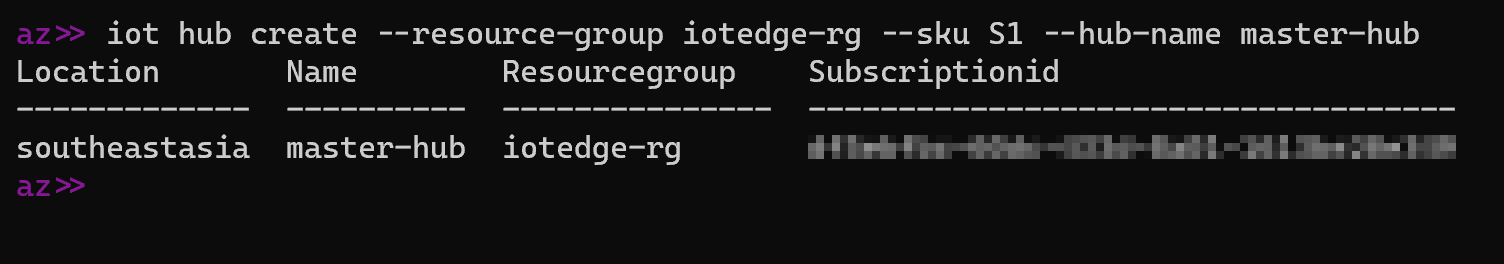 az>> iot hub create --resource-group iotedge-rg --sku S1 --hub-name master-hub
Location       Name        Resourcegroup    Subscriptionid
-------------  ----------  ---------------  ------------------------------------
southeastasia  master-hub  iotedge-rg
az>>